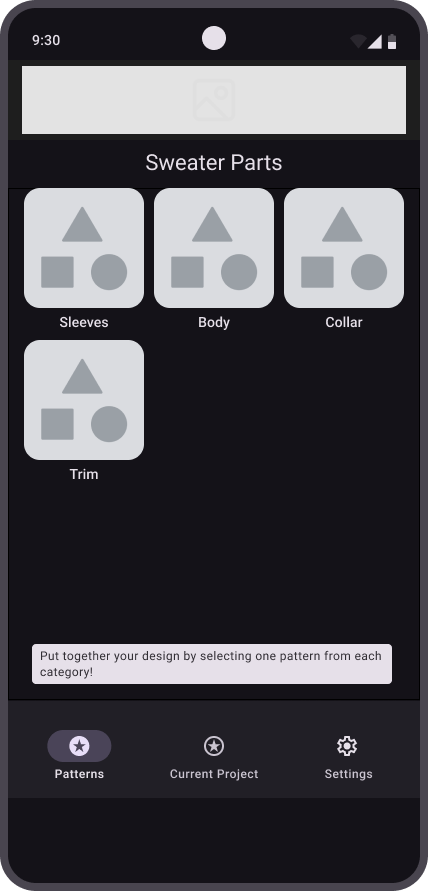 9:30
Sweater Parts
Sleeves
Body
Collar
Trim
Put together your design by selecting one pattern from each
category!
Patterns
Current Project
Settings